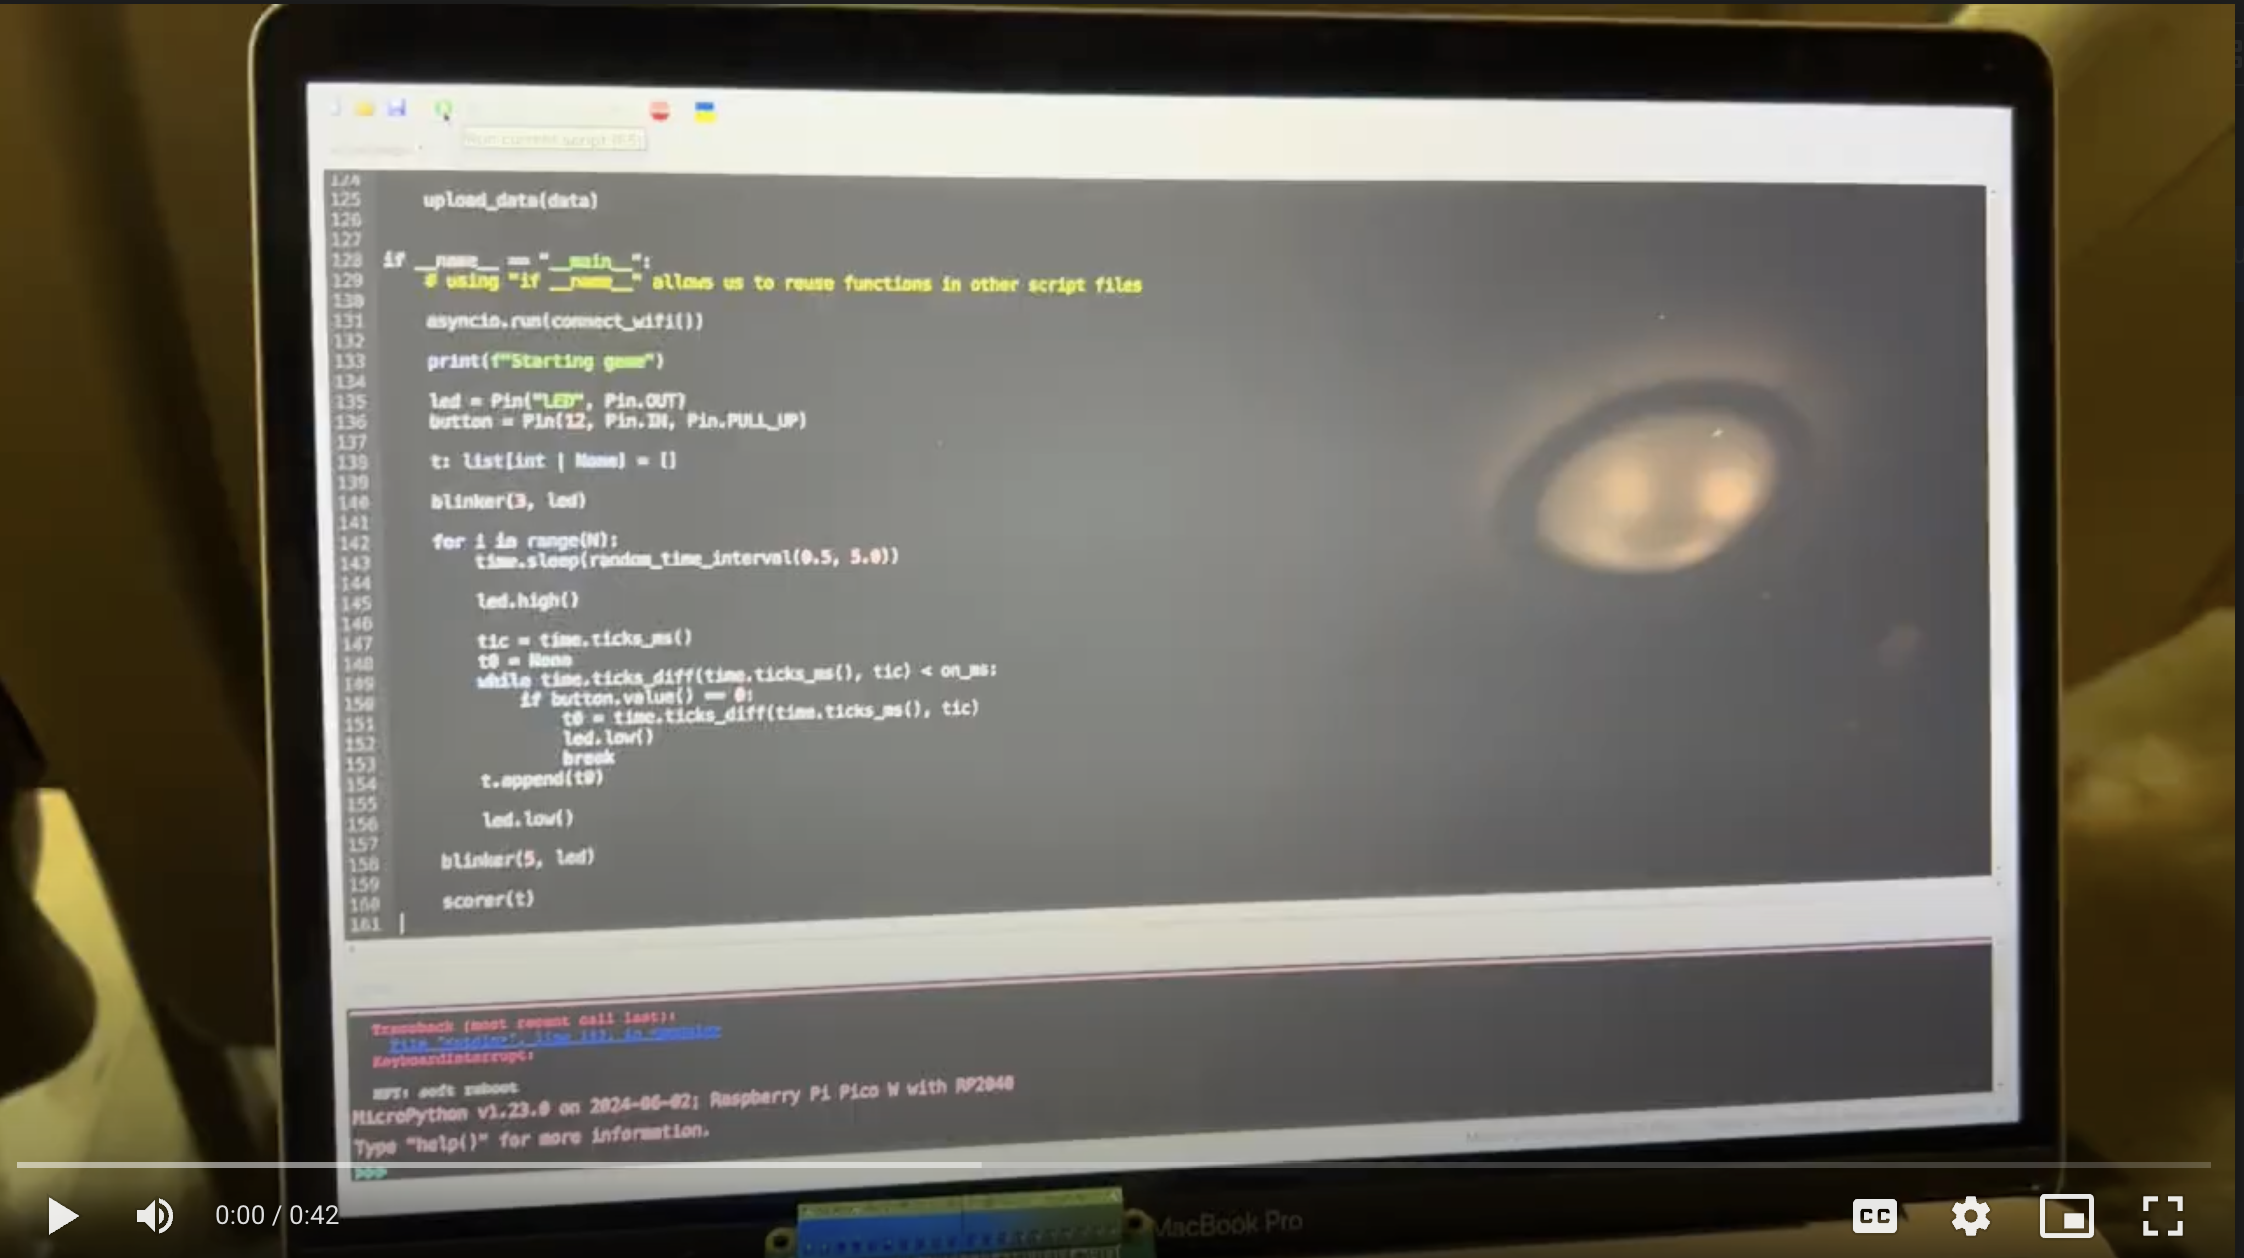 Run current script (F5)
124
125 upload_data(data)
126
127
128 if __name__ == "__main__":
129 # using "if __name__" allows us to reuse functions in other script files
130
131 asyncio.run(connect_wifi())
132
133 print(f"Starting game")
134
135 led = Pin("LED", Pin.OUT)
136 button = Pin(12, Pin.IN, Pin.PULL_UP)
137
138 t: list[int | None] = []
139
140 blinker(3, led)
141
142 for i in range(N):
143 time.sleep(random_time_interval(0.5, 5.0))
144
145 led.high()
146
147 tic = time.ticks_ms()
148 t0 = None
149 while time.ticks_diff(time.ticks_ms(), tic) < on_ms:
150 if button.value() == 0:
151 t0 = time.ticks_diff(time.ticks_ms(), tic)
152 led.low()
153 break
154 t.append(t0)
155
156 led.low()
157
158 blinker(5, led)
159
160 scorer(t)
161
Traceback (most recent call last):
File "<stdin>", line 143, in <module>
KeyboardInterrupt:
MPY: soft reboot
MicroPython v1.23.0 on 2024-06-02; Raspberry Pi Pico W with RP2040
Type "help()" for more information.
>>>
MacBook Pro
0:00 / 0:42
CC